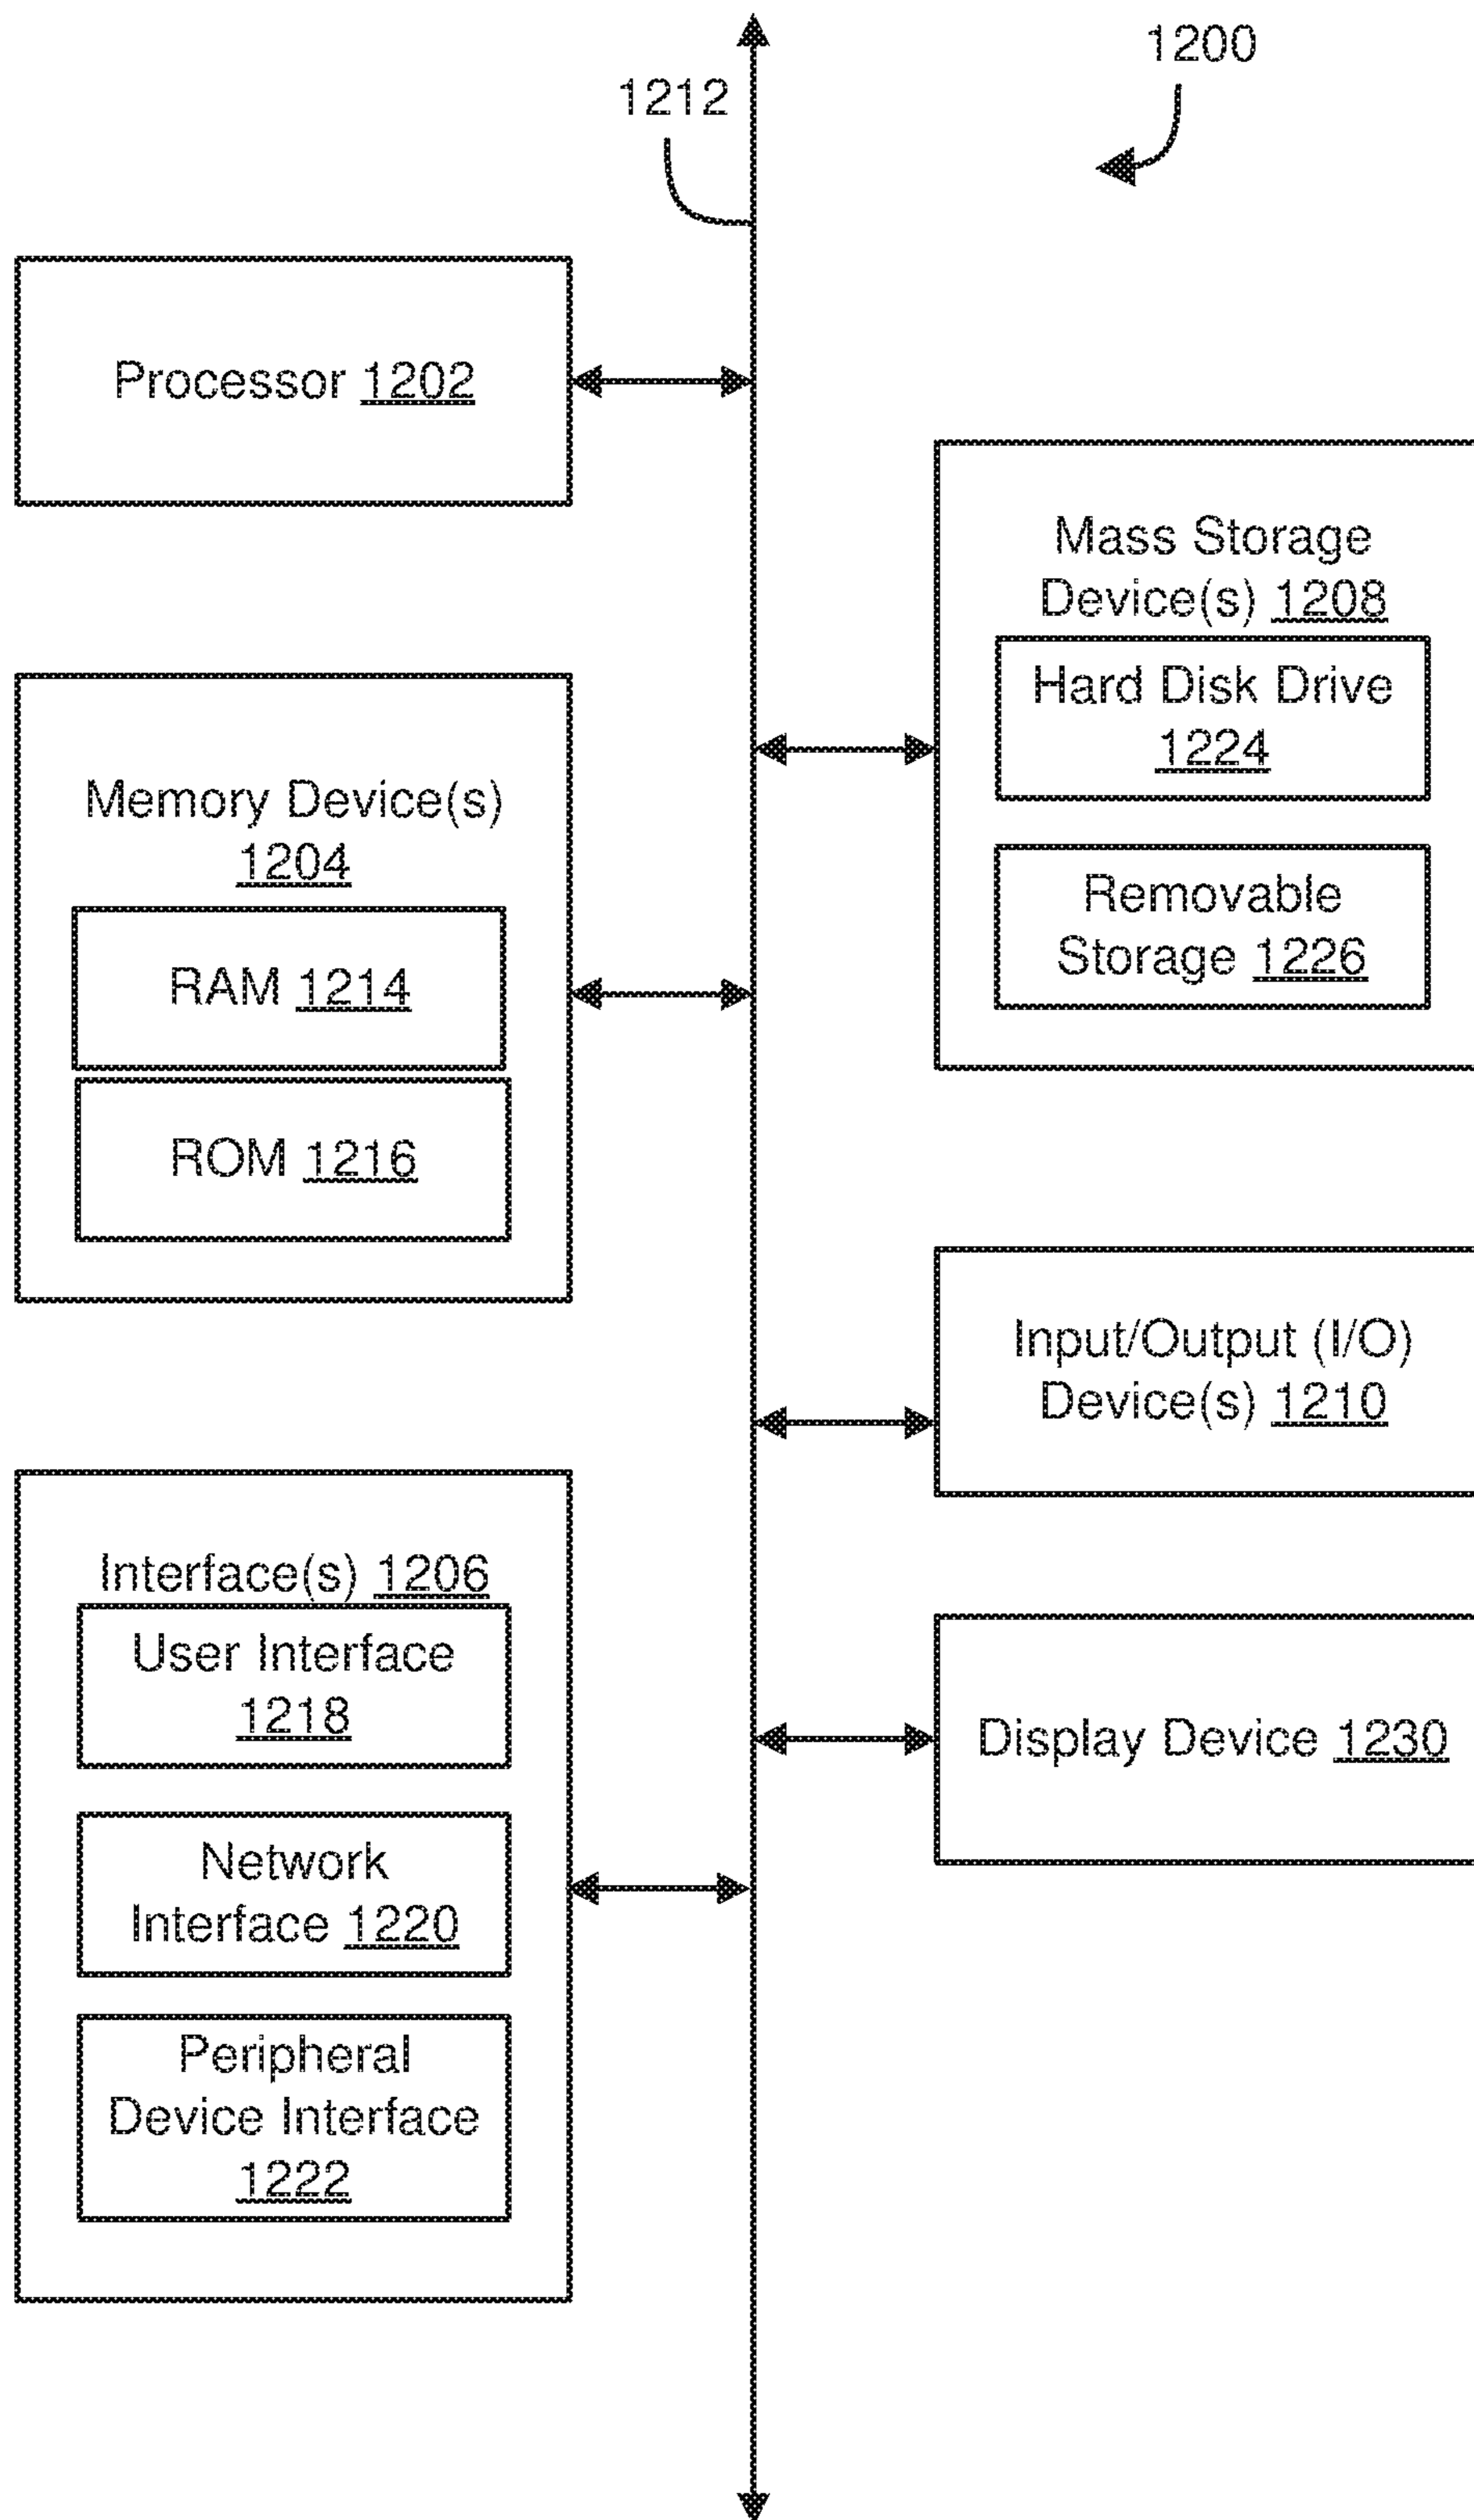 1200
1212
Processor 1202
Mass Storage
Device(s) 1208
Hard Disk Drive
1224
Removable
Storage 1226
Memory Device(s)
1204
RAM 1214
ROM 1216
Input/Output (I/O)
Device(s) 1210
Interface(s) 1206
User Interface
1218
Network
Interface 1220
Peripheral
Device Interface
1222
Display Device 1230